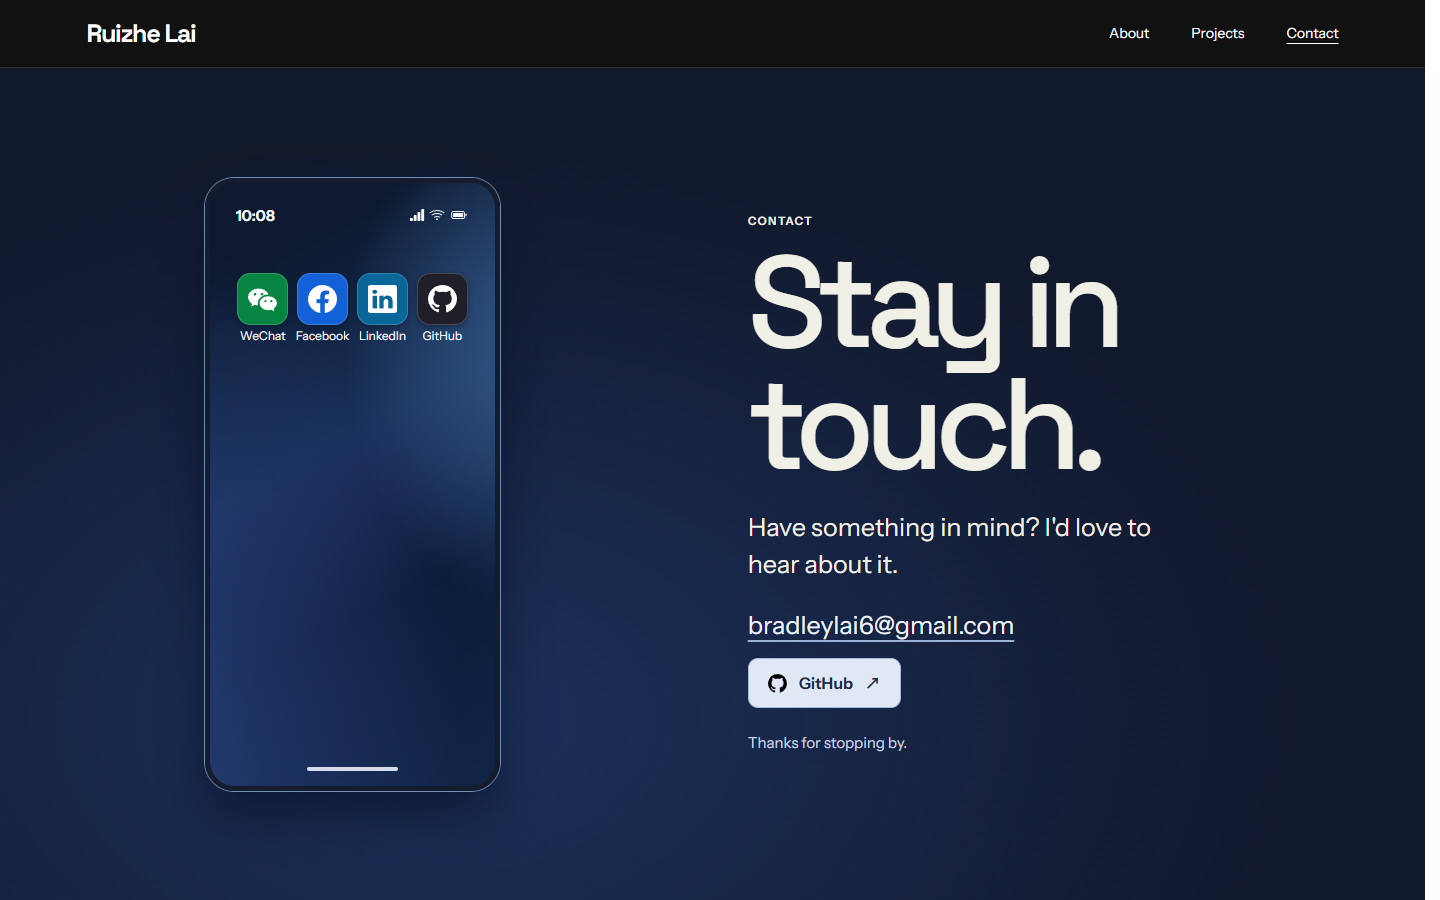 Ruizhe Lai
About Projects Contact
10:08
WeChat Facebook LinkedIn GitHub
CONTACT
Stay in
touch.
Have something in mind? I'd love to
hear about it.
bradleylai6@gmail.com
GitHub ↗
Thanks for stopping by.